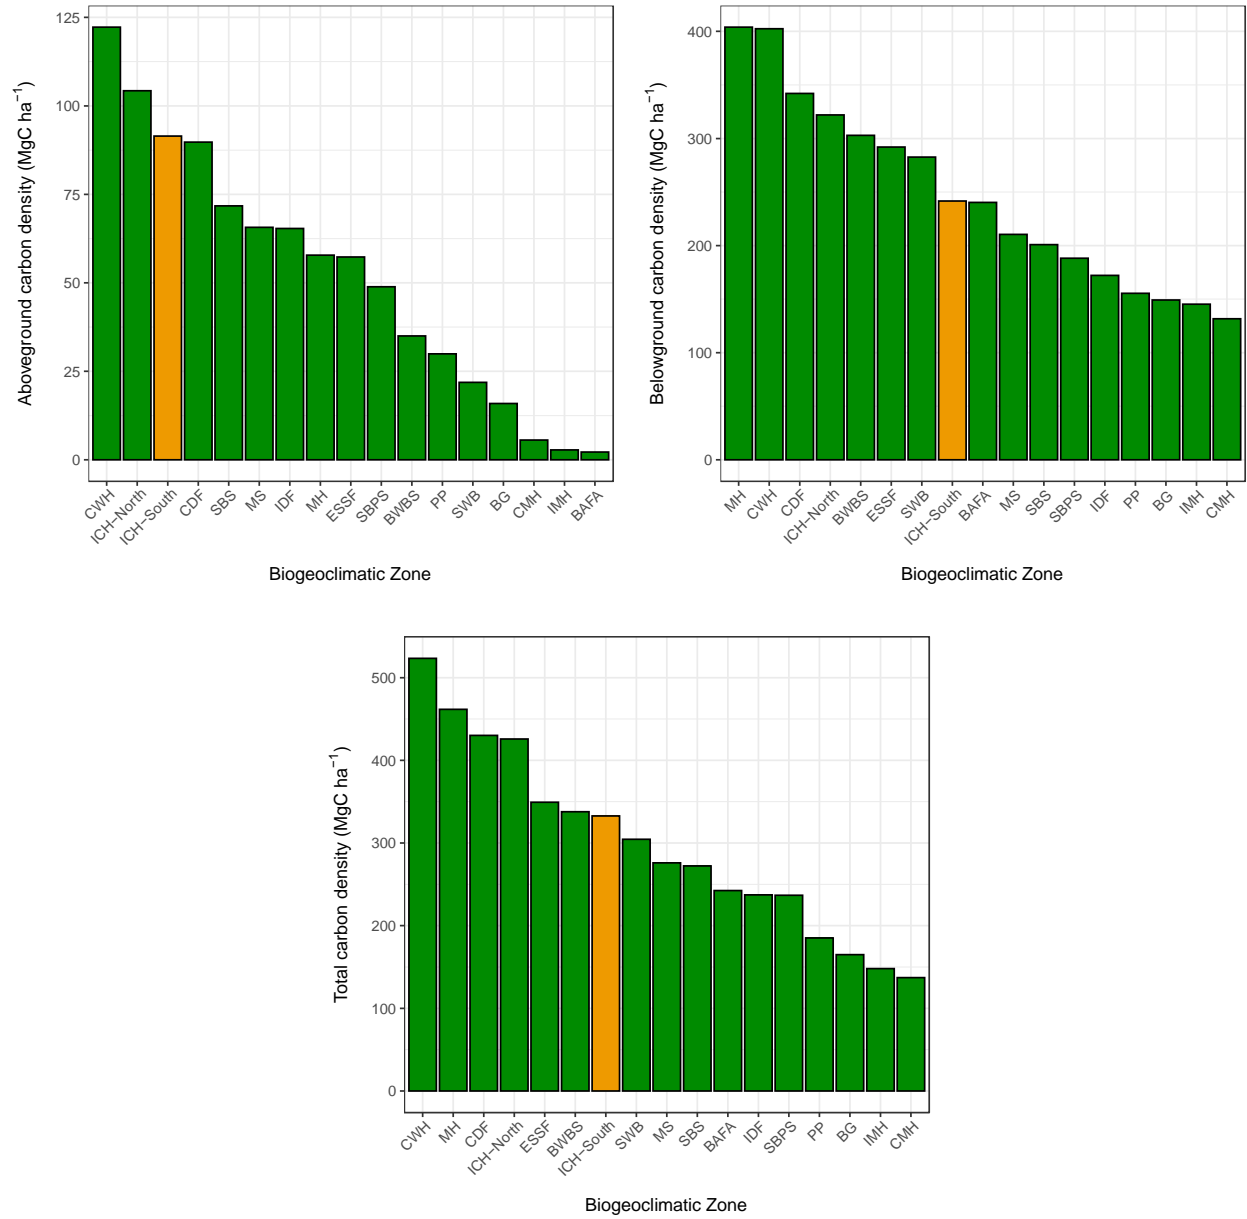 Aboveground carbon density (MgC ha⁻¹)
125
100
75
50
25
0
CWH
ICH−North
ICH−South
CDF
SBS
MS
IDF
MH
ESSF
SBPS
BWBS
PP
SWB
BG
CMH
IMH
BAFA
Biogeoclimatic Zone
Belowground carbon density (MgC ha⁻¹)
400
300
200
100
0
MH
CWH
CDF
ICH−North
BWBS
ESSF
SWB
ICH−South
BAFA
MS
SBS
SBPS
IDF
PP
BG
IMH
CMH
Biogeoclimatic Zone
Total carbon density (MgC ha⁻¹)
500
400
300
200
100
0
CWH
MH
CDF
ICH−North
ESSF
BWBS
ICH−South
SWB
MS
SBS
BAFA
IDF
SBPS
PP
BG
IMH
CMH
Biogeoclimatic Zone